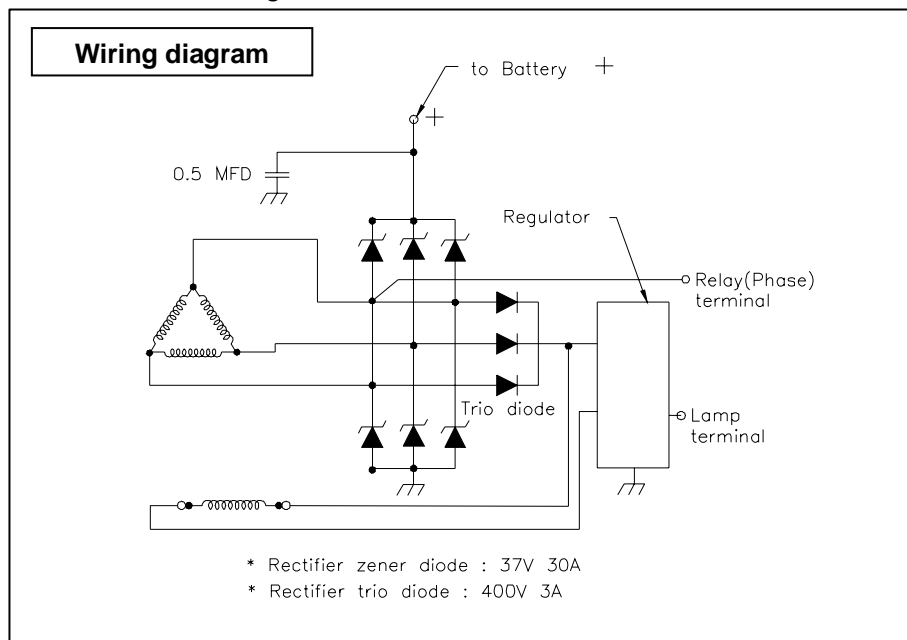 Wiring diagram
to Battery +
+
0.5 MFD
Regulator
Relay(Phase)
terminal
Trio diode
Lamp
terminal
* Rectifier zener diode : 37V 30A
* Rectifier trio diode : 400V 3A